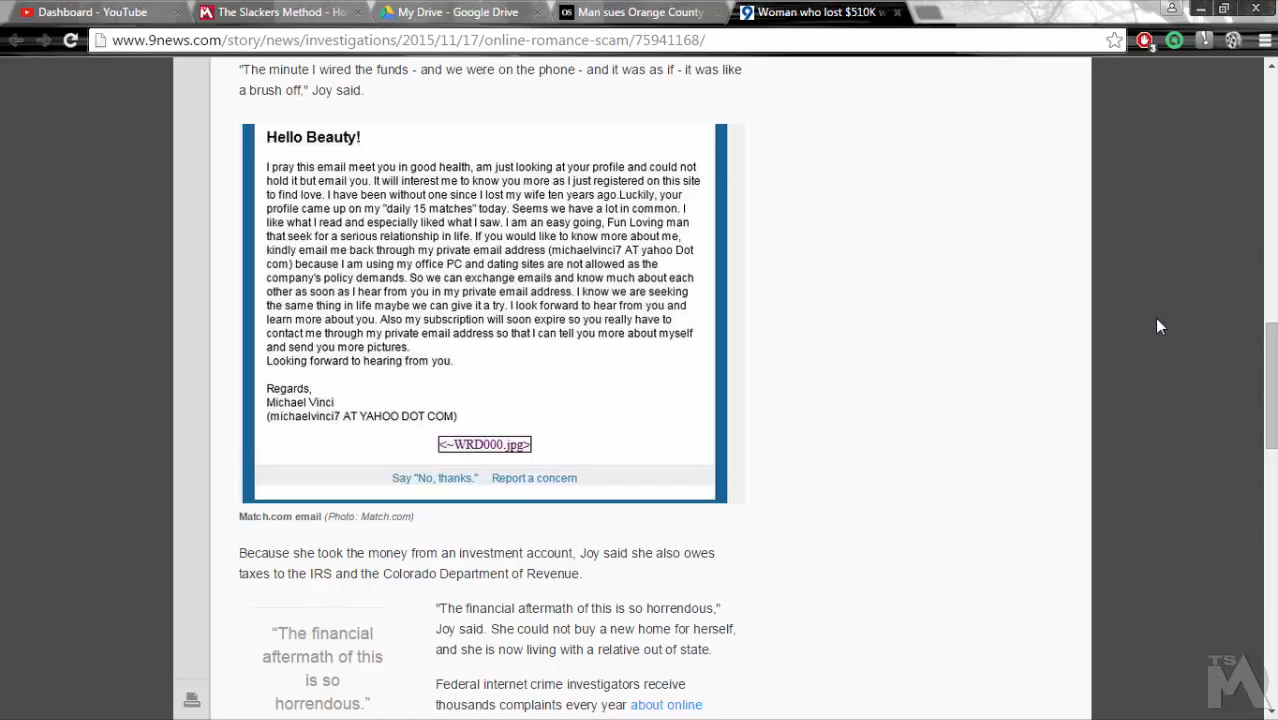 Dashboard - YouTube
The Slackers Method - Ho
My Drive - Google Drive
OS Man sues Orange County
9 Woman who lost $510K w
www.9news.com/story/news/investigations/2015/11/17/online-romance-scam/75941168/
3
"The minute I wired the funds - and we were on the phone - and it was as if - it was like
a brush off," Joy said.
Hello Beauty!
I pray this email meet you in good health, am just looking at your profile and could not
hold it but email you. It will interest me to know you more as I just registered on this site
to find love. I have been without one since I lost my wife ten years ago.Luckily, your
profile came up on my "daily 15 matches" today. Seems we have a lot in common. I
like what I read and especially liked what I saw. I am an easy going, Fun Loving man
that seek for a serious relationship in life. If you would like to know more about me,
kindly email me back through my private email address (michaelvinci7 AT yahoo Dot
com) because I am using my office PC and dating sites are not allowed as the
company's policy demands. So we can exchange emails and know much about each
other as soon as I hear from you in my private email address. I know we are seeking
the same thing in life maybe we can give it a try. I look forward to hear from you and
learn more about you. Also my subscription will soon expire so you really have to
contact me through my private email address so that I can tell you more about myself
and send you more pictures.
Looking forward to hearing from you.
Regards,
Michael Vinci
(michaelvinci7 AT YAHOO DOT COM)
<~WRD000.jpg>
Say "No, thanks." Report a concern
Match.com email (Photo: Match.com)
Because she took the money from an investment account, Joy said she also owes
taxes to the IRS and the Colorado Department of Revenue.
“The financial
aftermath of this
is so
horrendous.”
"The financial aftermath of this is so horrendous,"
Joy said. She could not buy a new home for herself,
and she is now living with a relative out of state.
Federal internet crime investigators receive
thousands complaints every year about online
TSM